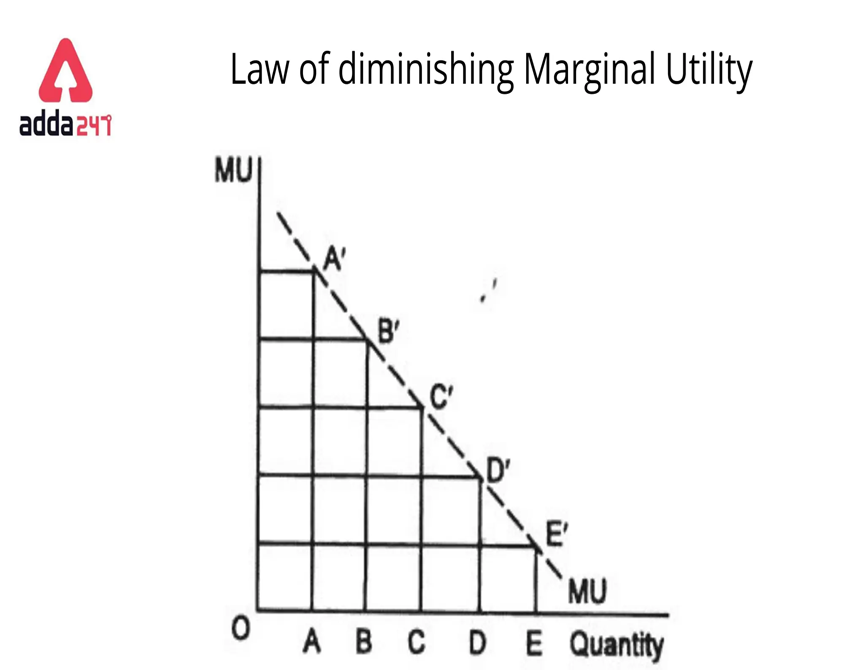 Law of diminishing Marginal Utility
adda247
MU
A'
B'
C'
D'
E'
MU
O A B C D E Quantity